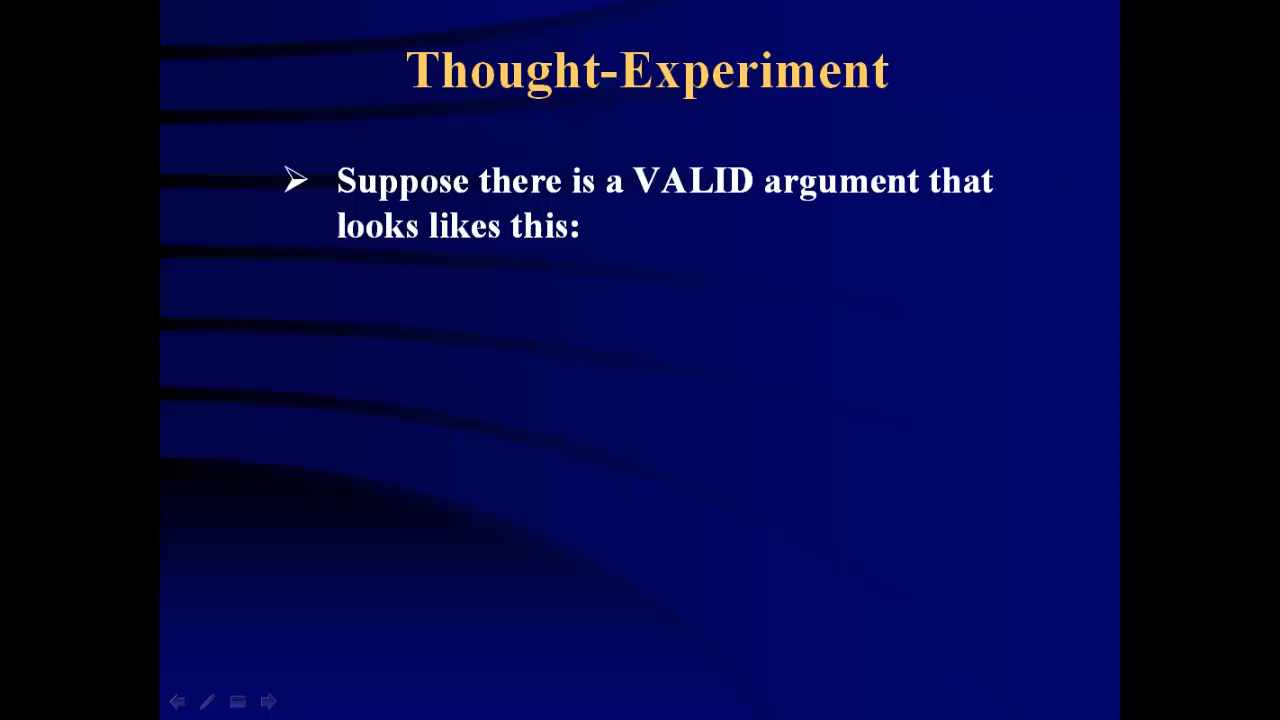 Thought-Experiment
Suppose there is a VALID argument that
looks likes this: